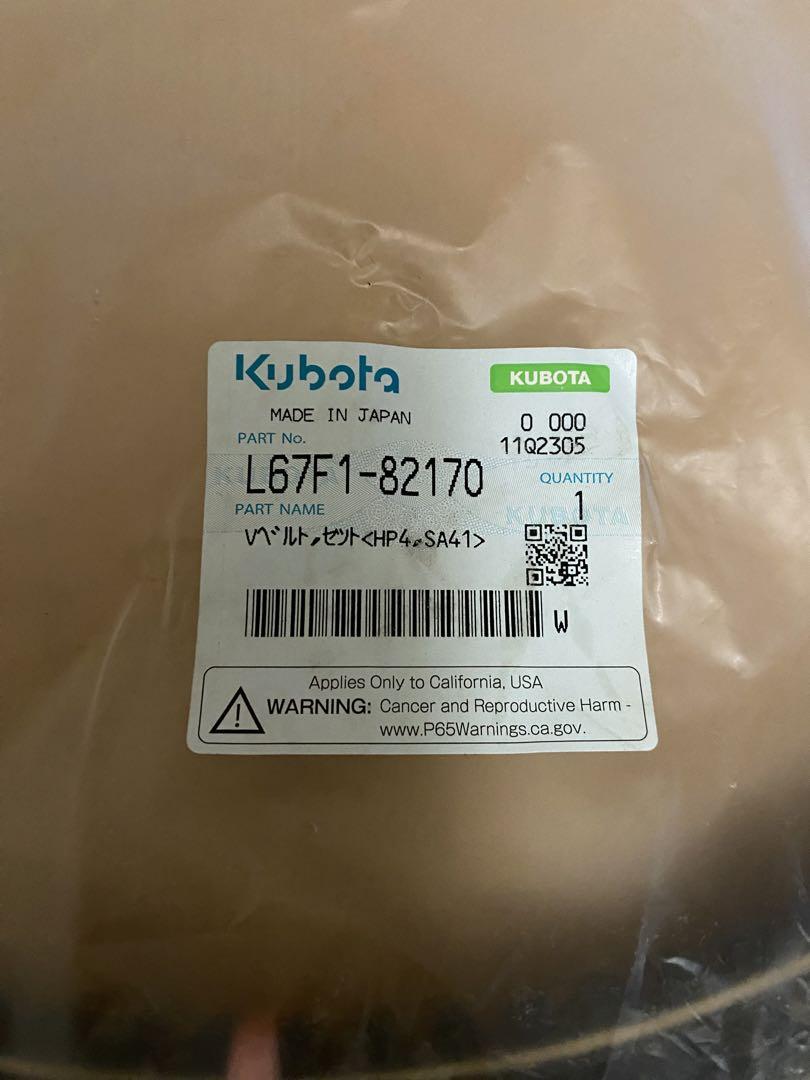 Kubota
KUBOTA
MADE IN JAPAN
0 000
PART No.
11Q2305
L67F1-82170
QUANTITY
1
PART NAME
KUBOTA
Vベルト,セット<HP4,SA41>
W
Applies Only to California, USA
WARNING: Cancer and Reproductive Harm -
www.P65Warnings.ca.gov.